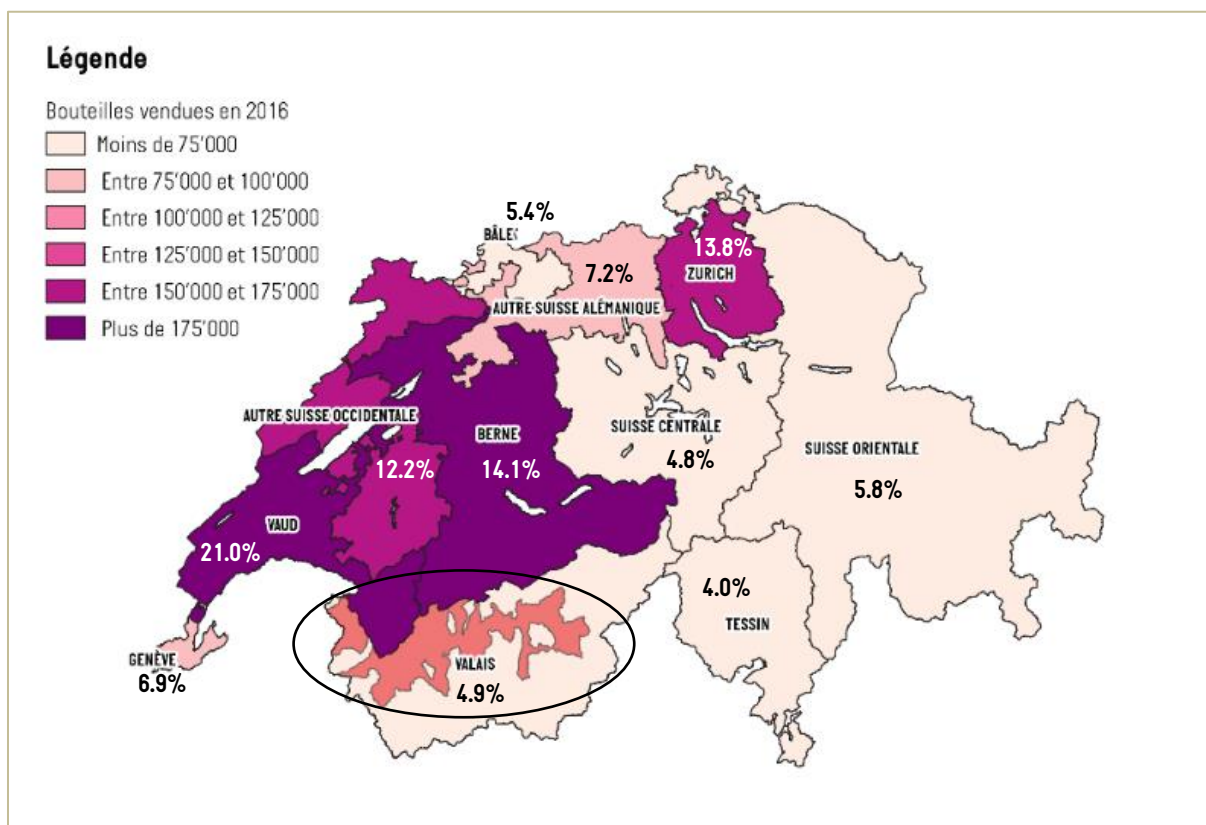 Légende
Bouteilles vendues en 2016
Moins de 75'000
Entre 75'000 et 100'000
Entre 100'000 et 125'000
Entre 125'000 et 150'000
Entre 150'000 et 175'000
Plus de 175'000
5.4%
BÂLE
13.8%
ZURICH
7.2%
AUTRE SUISSE ALÉMANIQUE
AUTRE SUISSE OCCIDENTALE
12.2%
BERNE
14.1%
SUISSE CENTRALE
4.8%
SUISSE ORIENTALE
5.8%
VAUD
21.0%
4.0%
TESSIN
GENÈVE
6.9%
VALAIS
4.9%